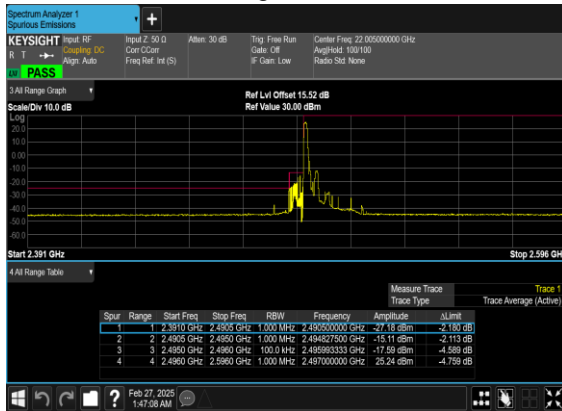 Spectrum Analyzer 1
Spurious Emissions
KEYSIGHT
R T
PASS
Input: RF
Coupling: DC
Align: Auto
Input Z: 50 Ω
Corr CCorr
Freq Ref: Int (S)
Atten: 30 dB
Trig: Free Run
Gate: Off
IF Gain: Low
Center Freq: 22.005000000 GHz
Avg|Hold: 100/100
Radio Std: None
3 All Range Graph
Scale/Div 10.0 dB
Ref Lvl Offset 15.52 dB
Ref Value 30.00 dBm
Log
20.0
10.0
0.00
-10.0
-20.0
-30.0
-40.0
-50.0
-60.0
Start 2.391 GHz
Stop 2.596 GH
4 All Range Table
Measure Trace Trace 1
Trace Type Trace Average (Active)
Spur Range Start Freq Stop Freq RBW Frequency Amplitude ΔLimit
1 1 2.3910 GHz 2.4905 GHz 1.000 MHz 2.490500000 GHz -27.18 dBm -2.180 dB
2 2 2.4905 GHz 2.4950 GHz 1.000 MHz 2.494827500 GHz -15.11 dBm -2.113 dB
3 3 2.4950 GHz 2.4960 GHz 100.0 kHz 2.495993333 GHz -17.59 dBm -4.589 dB
4 4 2.4960 GHz 2.5960 GHz 1.000 MHz 2.497000000 GHz 25.24 dBm -4.759 dB
Feb 27, 2025
1:47:08 AM